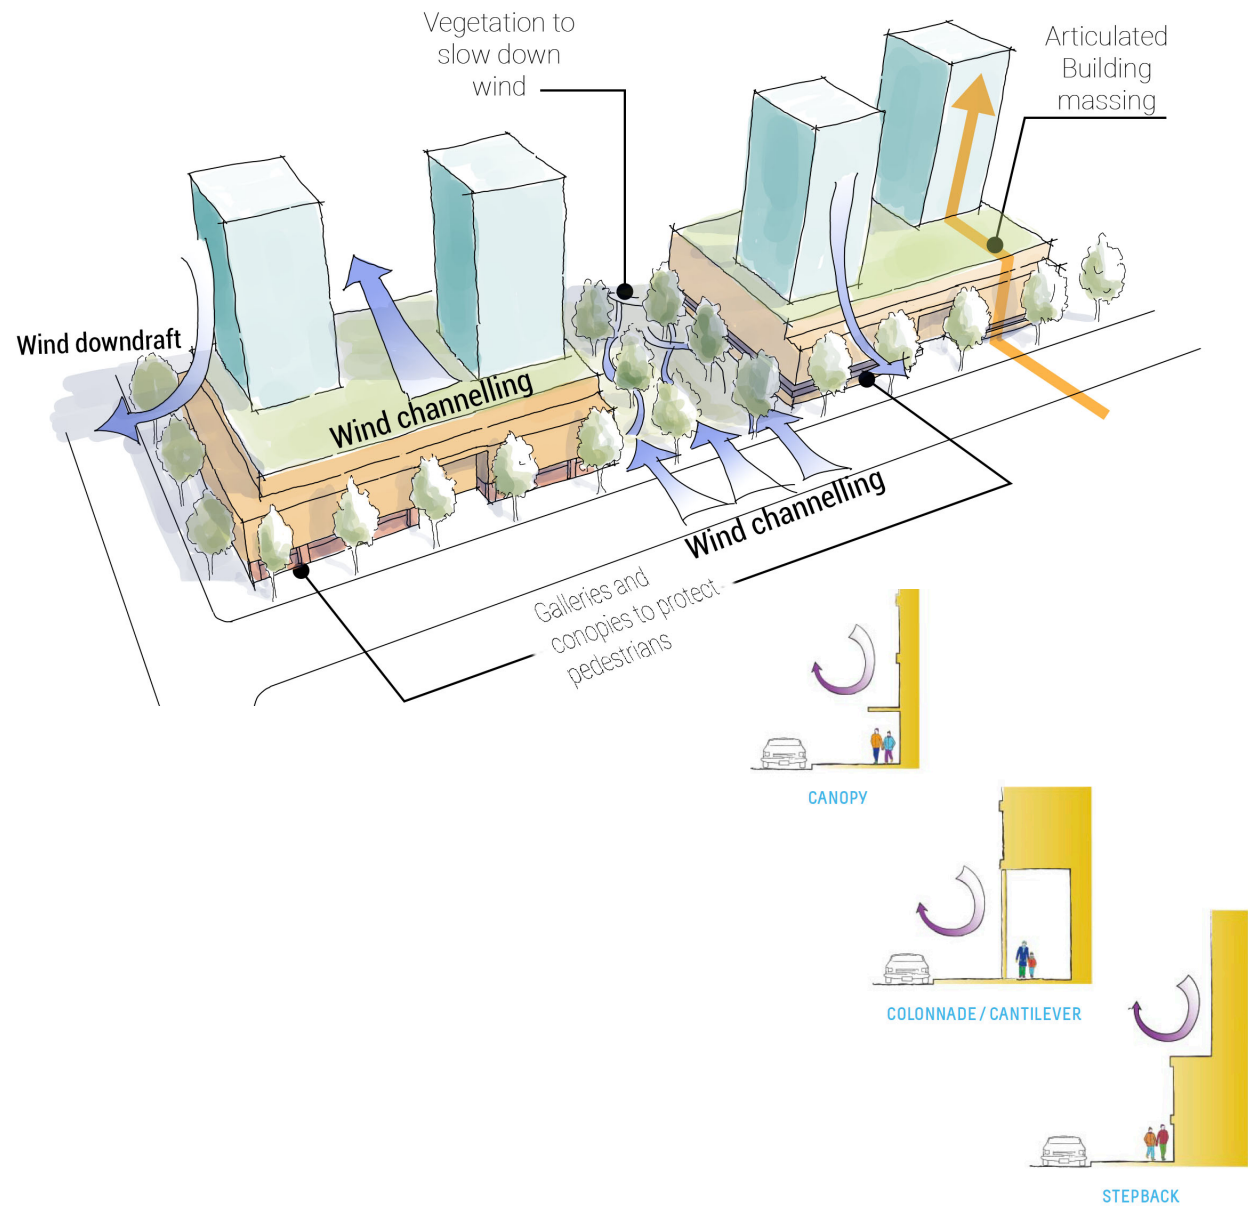 Vegetation to
slow down
wind
Articulated
Building
massing
Wind downdraft
Wind channelling
Wind channelling
Galleries and
conopies to protect
pedestrians
CANOPY
COLONNADE / CANTILEVER
STEPBACK